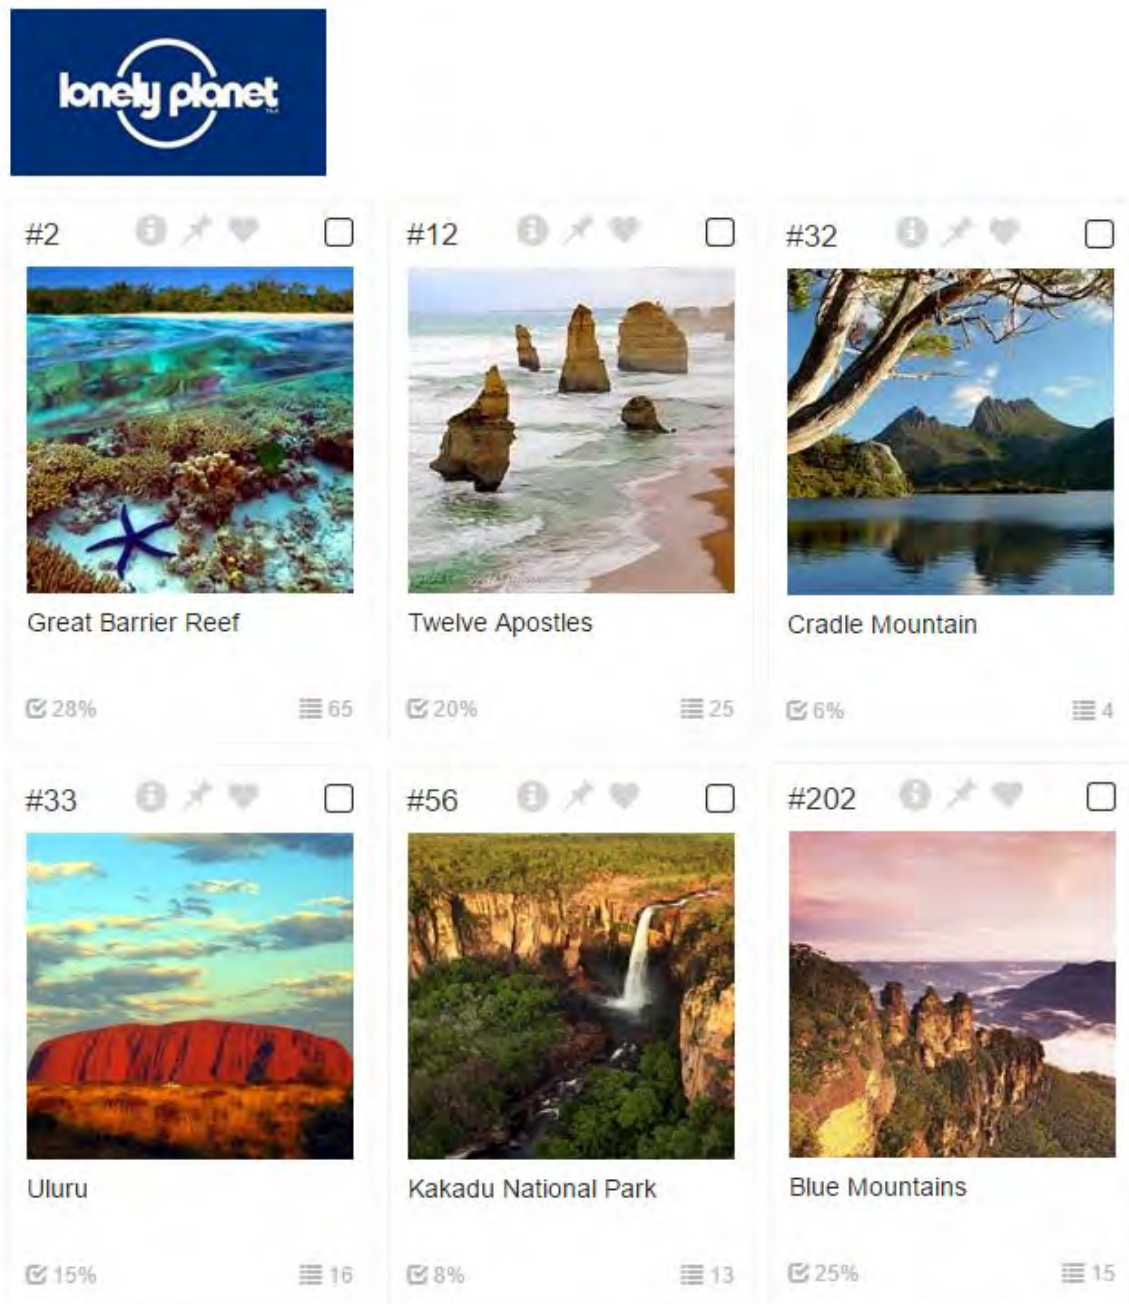 lonely planet
#2
#12
#32
Great Barrier Reef
Twelve Apostles
Cradle Mountain
28%
65
20%
25
6%
4
#33
#56
#202
Uluru
Kakadu National Park
Blue Mountains
15%
16
8%
13
25%
15